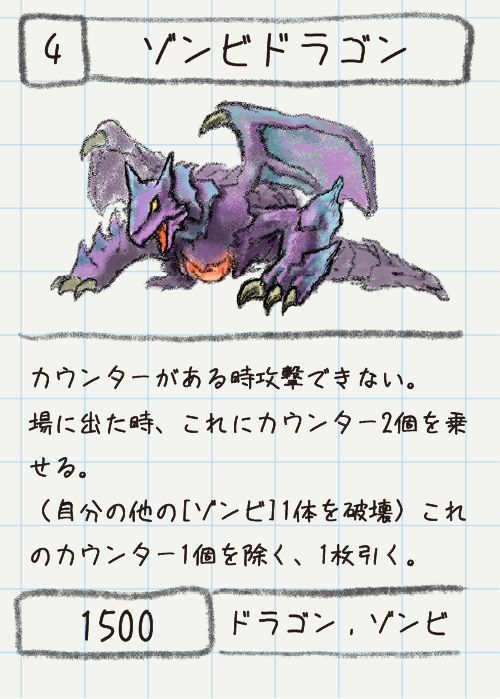 4
ゾンビドラゴン
カウンターがある時攻撃できない。
場に出た時、これにカウンター2個を乗
せる。
（自分の他の[ゾンビ]1体を破壊）これ
のカウンター1個を除く、1枚引く。
1500
ドラゴン，ゾンビ